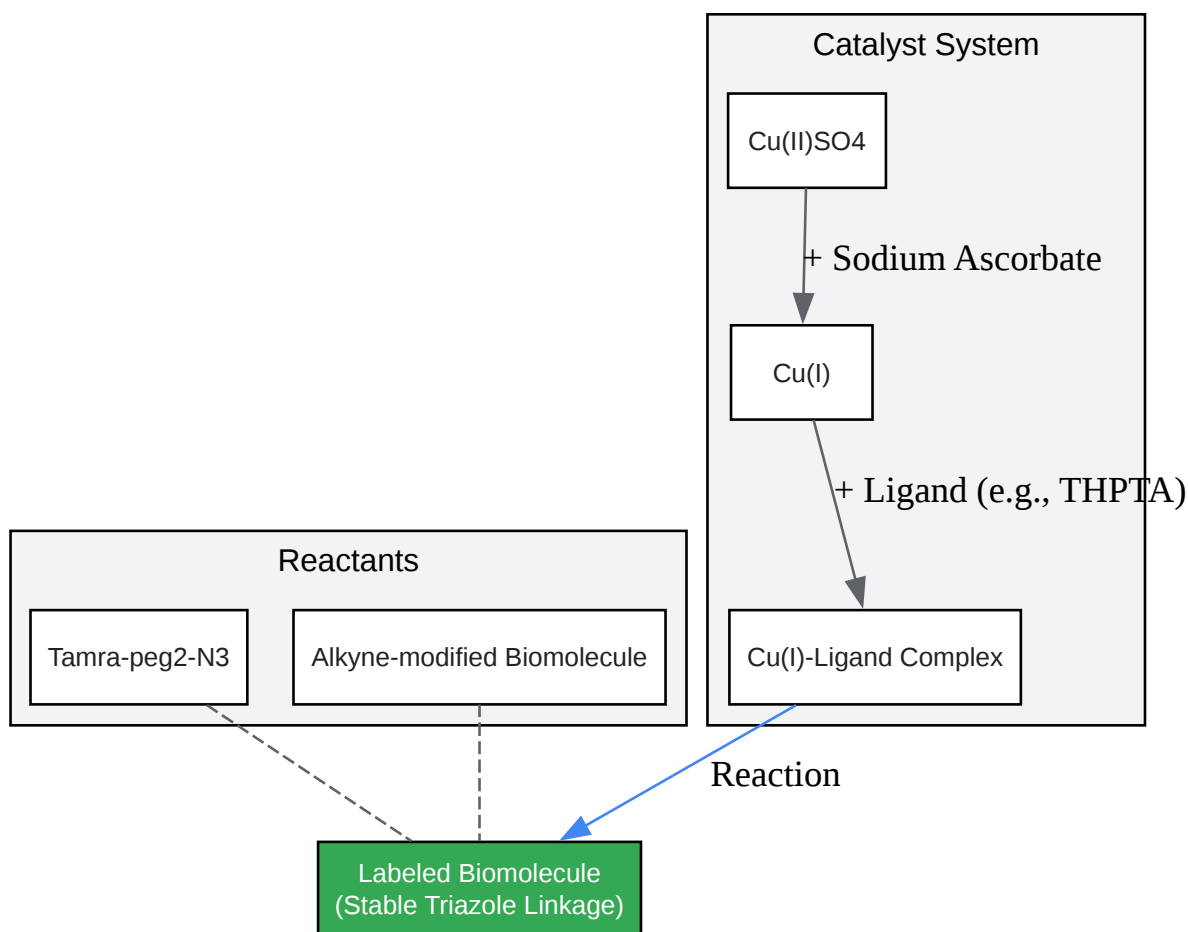 Catalyst System
Cu(II)SO4
+ Sodium Ascorbate
Cu(I)
+ Ligand (e.g., THPTA)
Reactants
Tamra-peg2-N3
Alkyne-modified Biomolecule
Cu(I)-Ligand Complex
Reaction
Labeled Biomolecule
(Stable Triazole Linkage)